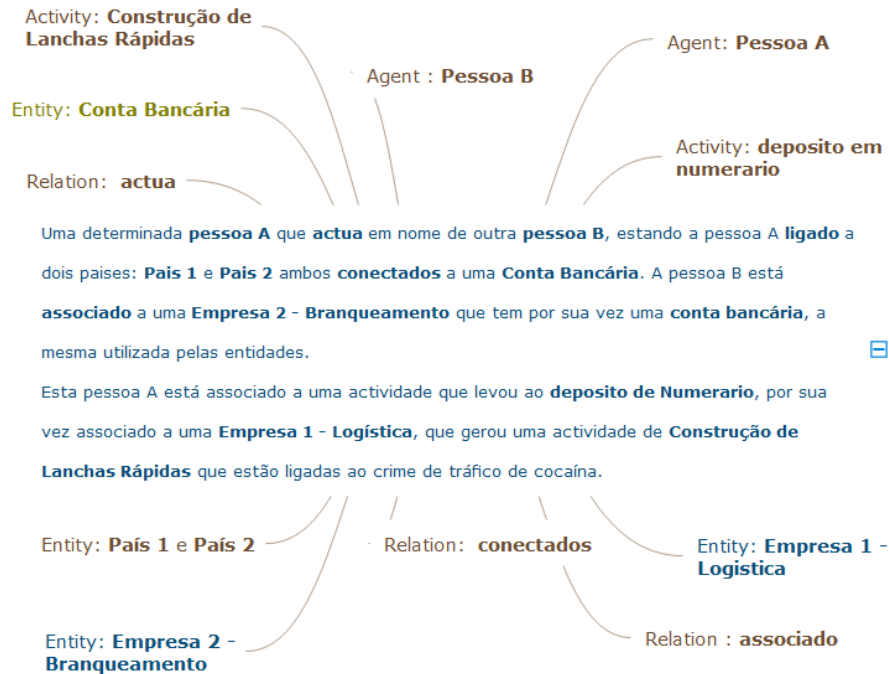 Activity: Construção de
Lanchas Rápidas
Agent : Pessoa B
Agent: Pessoa A
Entity: Conta Bancária
Activity: deposito em
numerario
Relation: actua
Uma determinada pessoa A que actua em nome de outra pessoa B, estando a pessoa A ligado a
dois paises: Pais 1 e Pais 2 ambos conectados a uma Conta Bancária. A pessoa B está
associado a uma Empresa 2 - Branqueamento que tem por sua vez uma conta bancária, a
mesma utilizada pelas entidades.
Esta pessoa A está associado a uma actividade que levou ao deposito de Numerario, por sua
vez associado a uma Empresa 1 - Logística, que gerou uma actividade de Construção de
Lanchas Rápidas que estão ligadas ao crime de tráfico de cocaína.
Entity: País 1 e País 2
Relation: conectados
Entity: Empresa 1 -
Logistica
Entity: Empresa 2 -
Branqueamento
Relation : associado